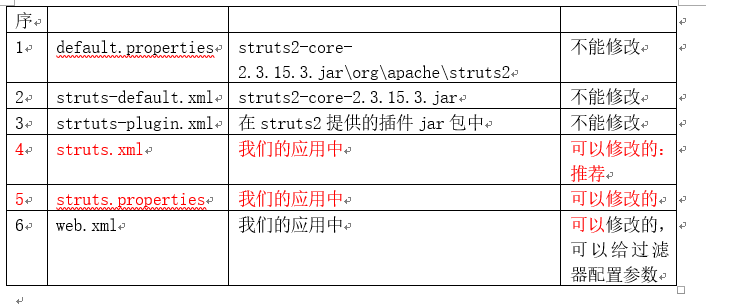 序
1 default.properties struts2-core-2.3.15.3.jar\org\apache\struts2 不能修改
2 struts-default.xml struts2-core-2.3.15.3.jar 不能修改
3 strtuts-plugin.xml 在 struts2 提供的插件 jar 包中 不能修改
4 struts.xml 我们的应用中 可以修改的：推荐
5 struts.properties 我们的应用中 可以修改的
6 web.xml 我们的应用中 可以修改的，可以给过滤器配置参数